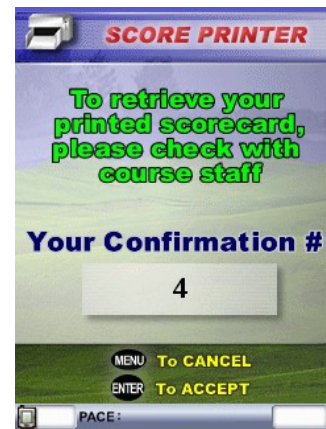 SCORE PRINTER
To retrieve your
printed scorecard,
please check with
course staff
Your Confirmation #
4
MENU To CANCEL
ENTER To ACCEPT
PACE: